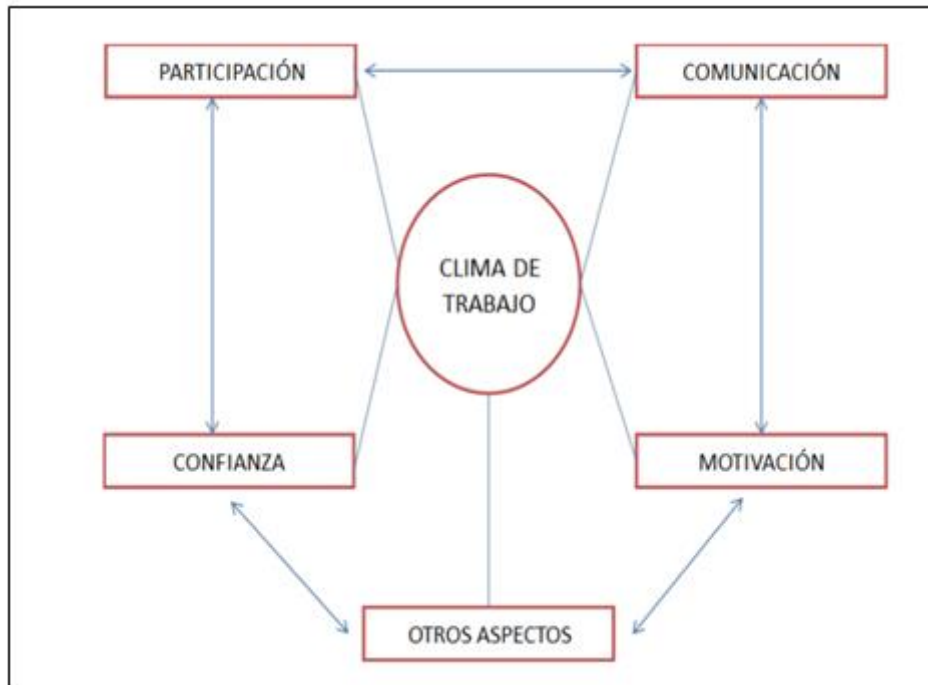 PARTICIPACIÓN
COMUNICACIÓN
CLIMA DE
TRABAJO
CONFIANZA
MOTIVACIÓN
OTROS ASPECTOS